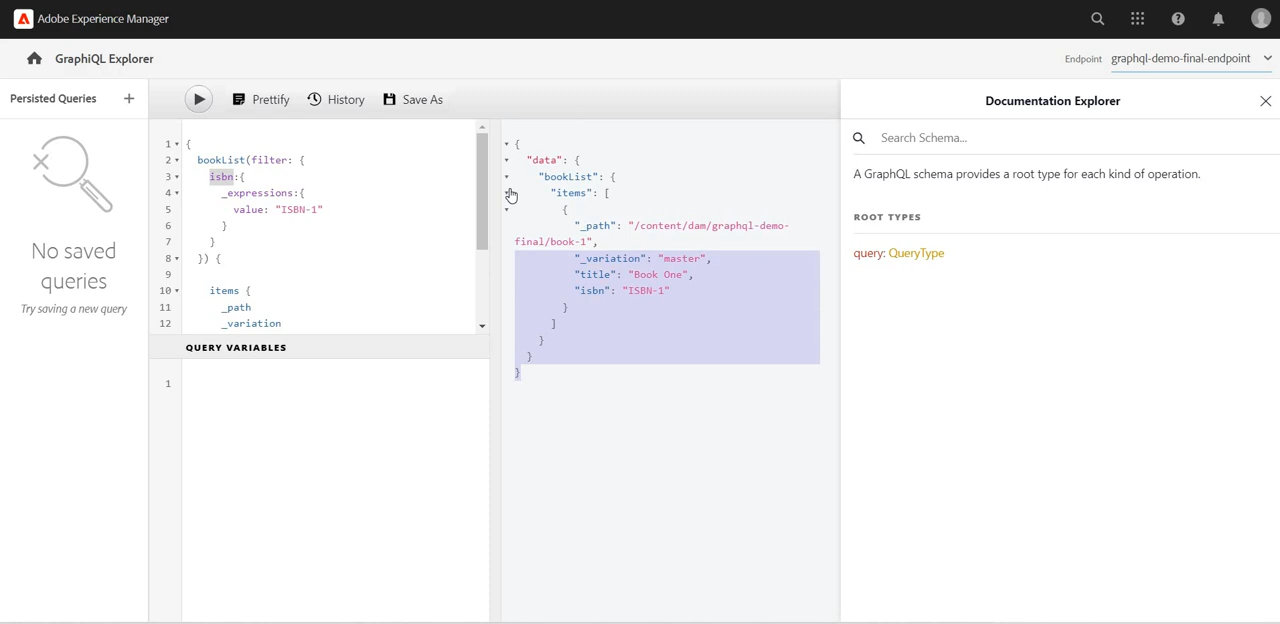 Adobe Experience Manager
GraphiQL Explorer
Endpoint graphql-demo-final-endpoint
Persisted Queries +
No saved
queries
Try saving a new query
Prettify History Save As
1 {
2 bookList(filter: {
3 isbn:{
4 _expressions:{
5 value: "ISBN-1"
6 }
7 }
8 }) {
9
10 items {
11 _path
12 _variation
QUERY VARIABLES
1
{
"data": {
"bookList": {
"items": [
{
"_path": "/content/dam/graphql-demo-
final/book-1",
"_variation": "master",
"title": "Book One",
"isbn": "ISBN-1"
}
]
}
}
}
Documentation Explorer
Search Schema...
A GraphQL schema provides a root type for each kind of operation.
ROOT TYPES
query: QueryType